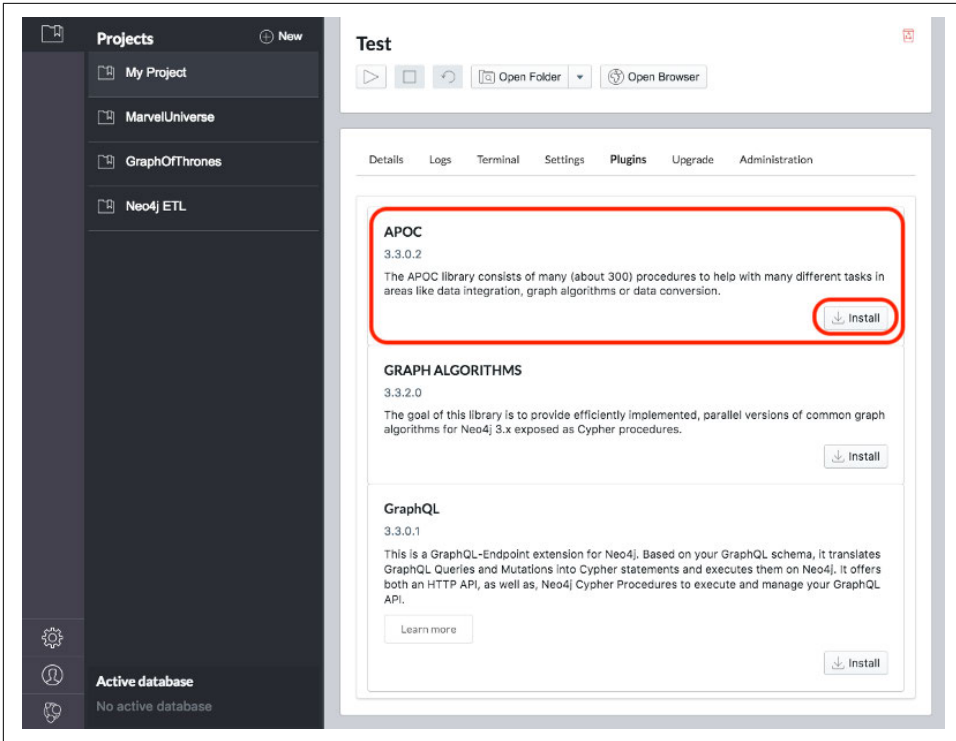 Projects
New
My Project
MarvelUniverse
GraphOfThrones
Neo4j ETL
Active database
No active database
Test
Open Folder
Open Browser
Details Logs Terminal Settings Plugins Upgrade Administration
APOC
3.3.0.2
The APOC library consists of many (about 300) procedures to help with many different tasks in
areas like data integration, graph algorithms or data conversion.
Install
GRAPH ALGORITHMS
3.3.2.0
The goal of this library is to provide efficiently implemented, parallel versions of common graph
algorithms for Neo4j 3.x exposed as Cypher procedures.
Install
GraphQL
3.3.0.1
This is a GraphQL-Endpoint extension for Neo4j. Based on your GraphQL schema, it translates
GraphQL Queries and Mutations into Cypher statements and executes them on Neo4j. It offers
both an HTTP API, as well as, Neo4j Cypher Procedures to execute and manage your GraphQL
API.
Learn more
Install